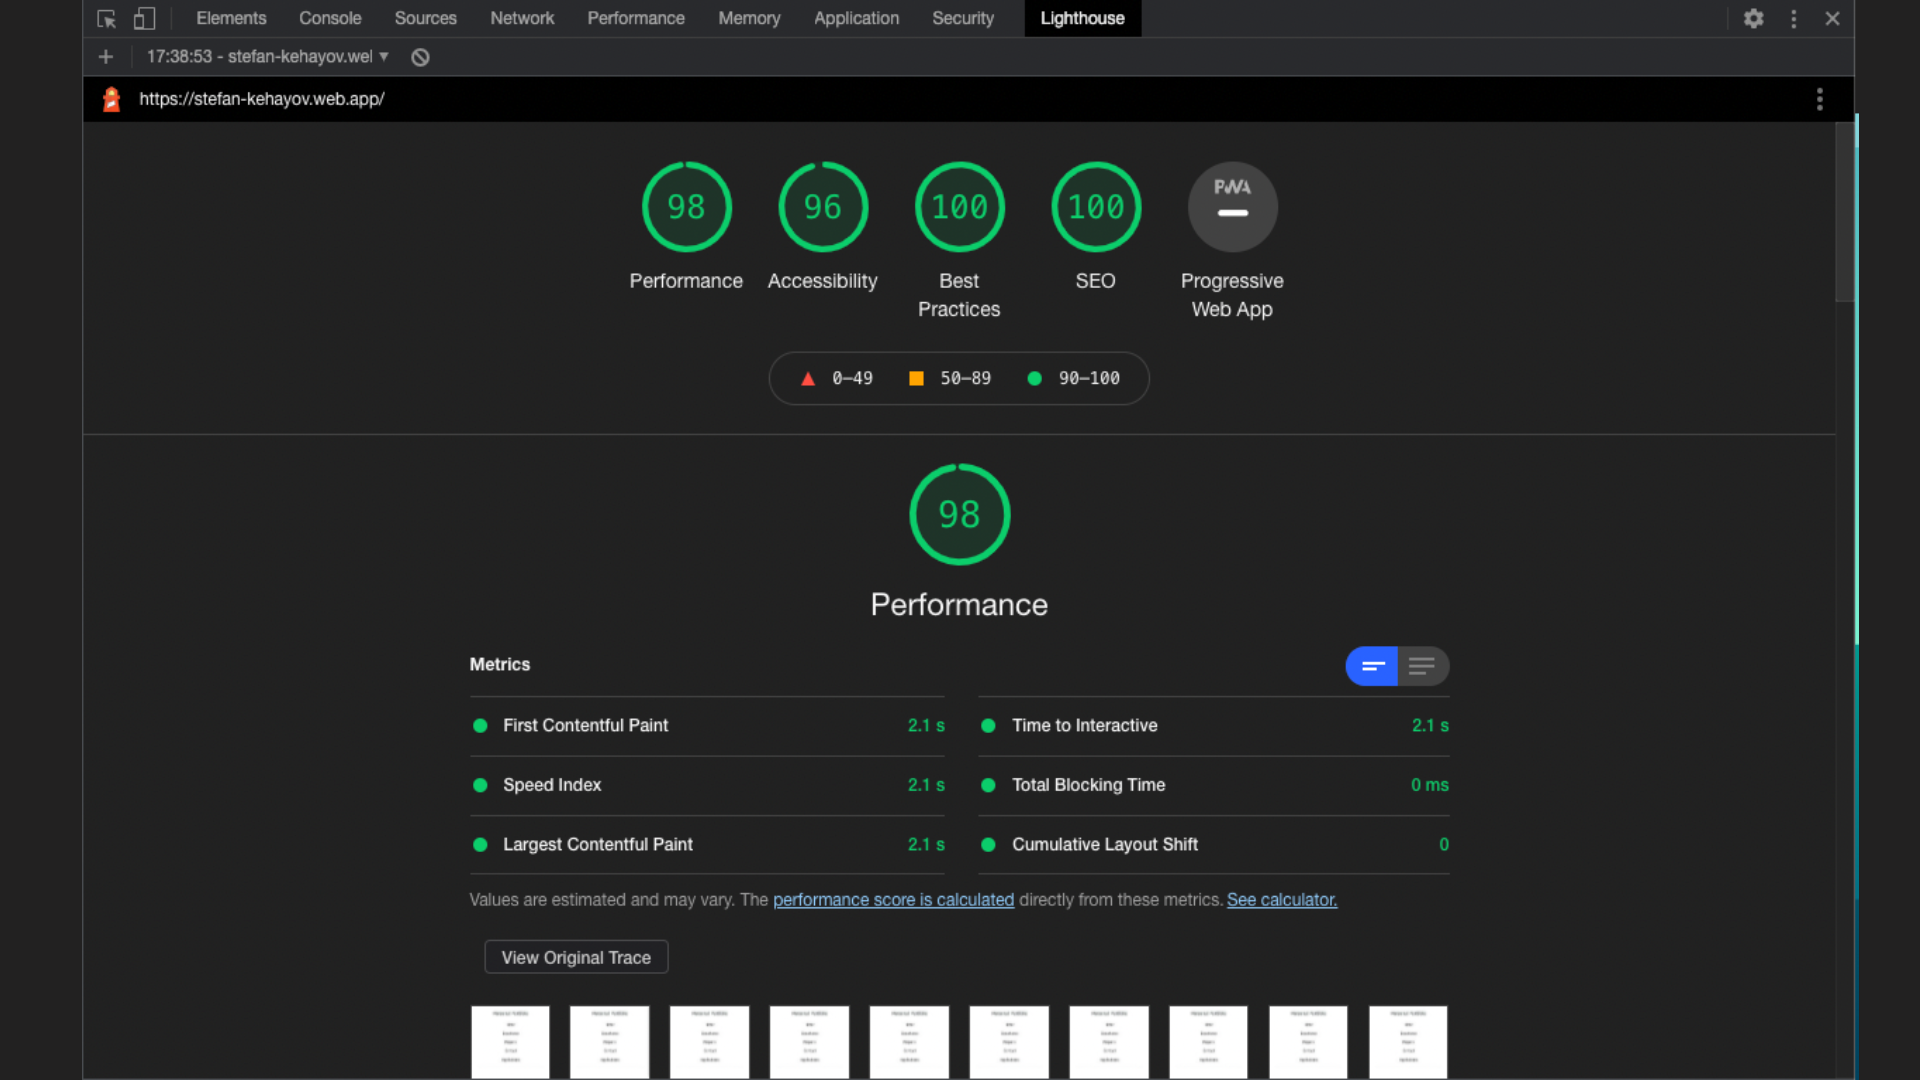 Elements Console Sources Network Performance Memory Application Security Lighthouse
17:38:53 - stefan-kehayov.wel
https://stefan-kehayov.web.app/
98 96 100 100 PWA
Performance Accessibility Best Practices SEO Progressive Web App
0–49 50–89 90–100
98
Performance
Metrics
First Contentful Paint 2.1 s Time to Interactive 2.1 s
Speed Index 2.1 s Total Blocking Time 0 ms
Largest Contentful Paint 2.1 s Cumulative Layout Shift 0
Values are estimated and may vary. The performance score is calculated directly from these metrics. See calculator.
View Original Trace